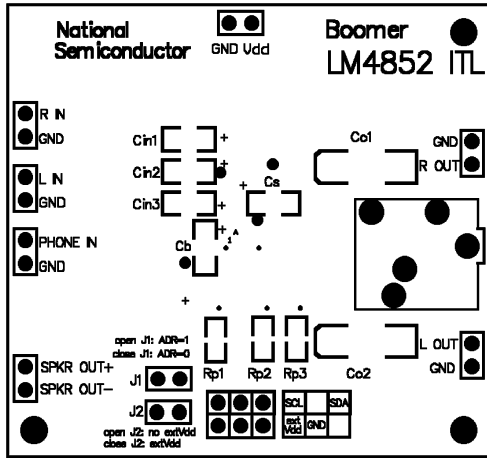 National
Semiconductor
GND Vdd
Boomer
LM4852 ITL
R IN
GND
L IN
GND
PHONE IN
GND
Cin1
Cin2
Cin3
Cb
Cs
Co1
GND
R OUT
1 A
open J1: ADR=1
close J1: ADR=0
SPKR OUT+
SPKR OUT-
J1
J2
open J2: no extVdd
close J2: extVdd
Rp1
Rp2
Rp3
Co2
L OUT
GND
SCL
SDA
ext
Vdd
GND